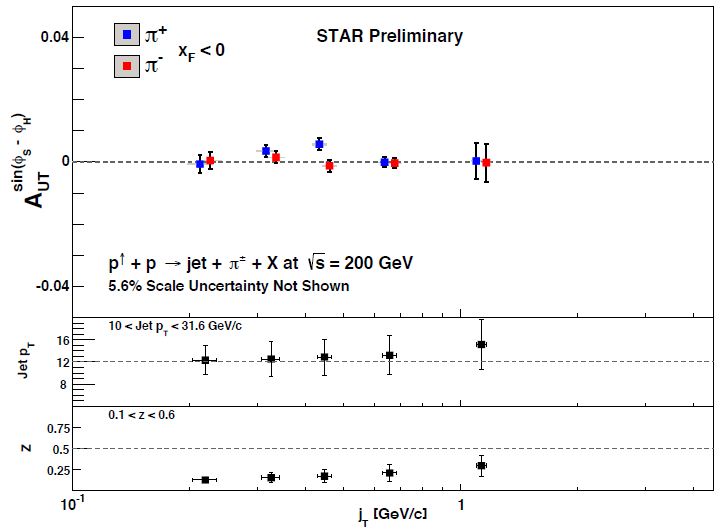 0.04
π+
π-
xF < 0
STAR Preliminary
AUT sin(ϕS - ϕH)
0
-0.04
p↑ + p → jet + π± + X at √s = 200 GeV
5.6% Scale Uncertainty Not Shown
Jet pT
10 < Jet pT < 31.6 GeV/c
16
12
8
z
0.1 < z < 0.6
0.75
0.5
0.25
10-1
1
jT [GeV/c]